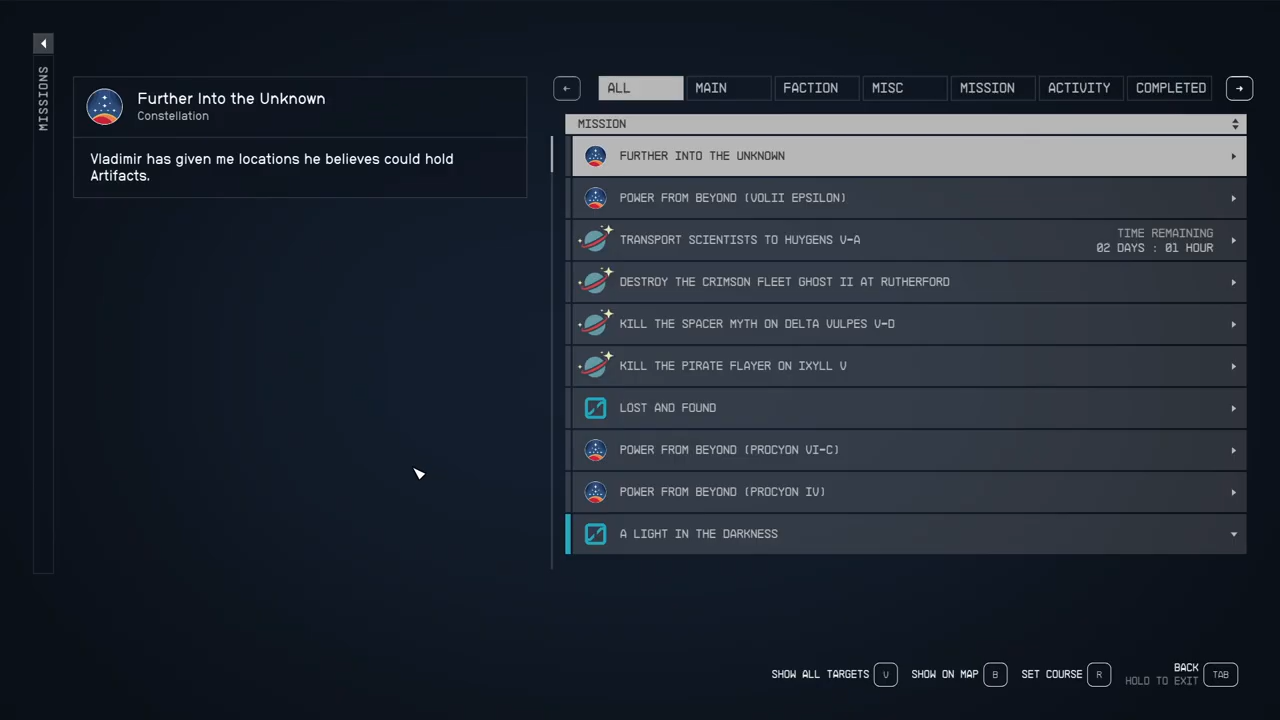 MISSIONS
Further Into the Unknown
Constellation
Vladimir has given me locations he believes could hold
Artifacts.
ALL MAIN FACTION MISC MISSION ACTIVITY COMPLETED
MISSION
FURTHER INTO THE UNKNOWN
POWER FROM BEYOND (VOLII EPSILON)
TRANSPORT SCIENTISTS TO HUYGENS V-A
TIME REMAINING
02 DAYS : 01 HOUR
DESTROY THE CRIMSON FLEET GHOST II AT RUTHERFORD
KILL THE SPACER MYTH ON DELTA VULPES V-D
KILL THE PIRATE FLAYER ON IXYLL V
LOST AND FOUND
POWER FROM BEYOND (PROCYON VI-C)
POWER FROM BEYOND (PROCYON IV)
A LIGHT IN THE DARKNESS
SHOW ALL TARGETS V SHOW ON MAP B SET COURSE R BACK
HOLD TO EXIT TAB